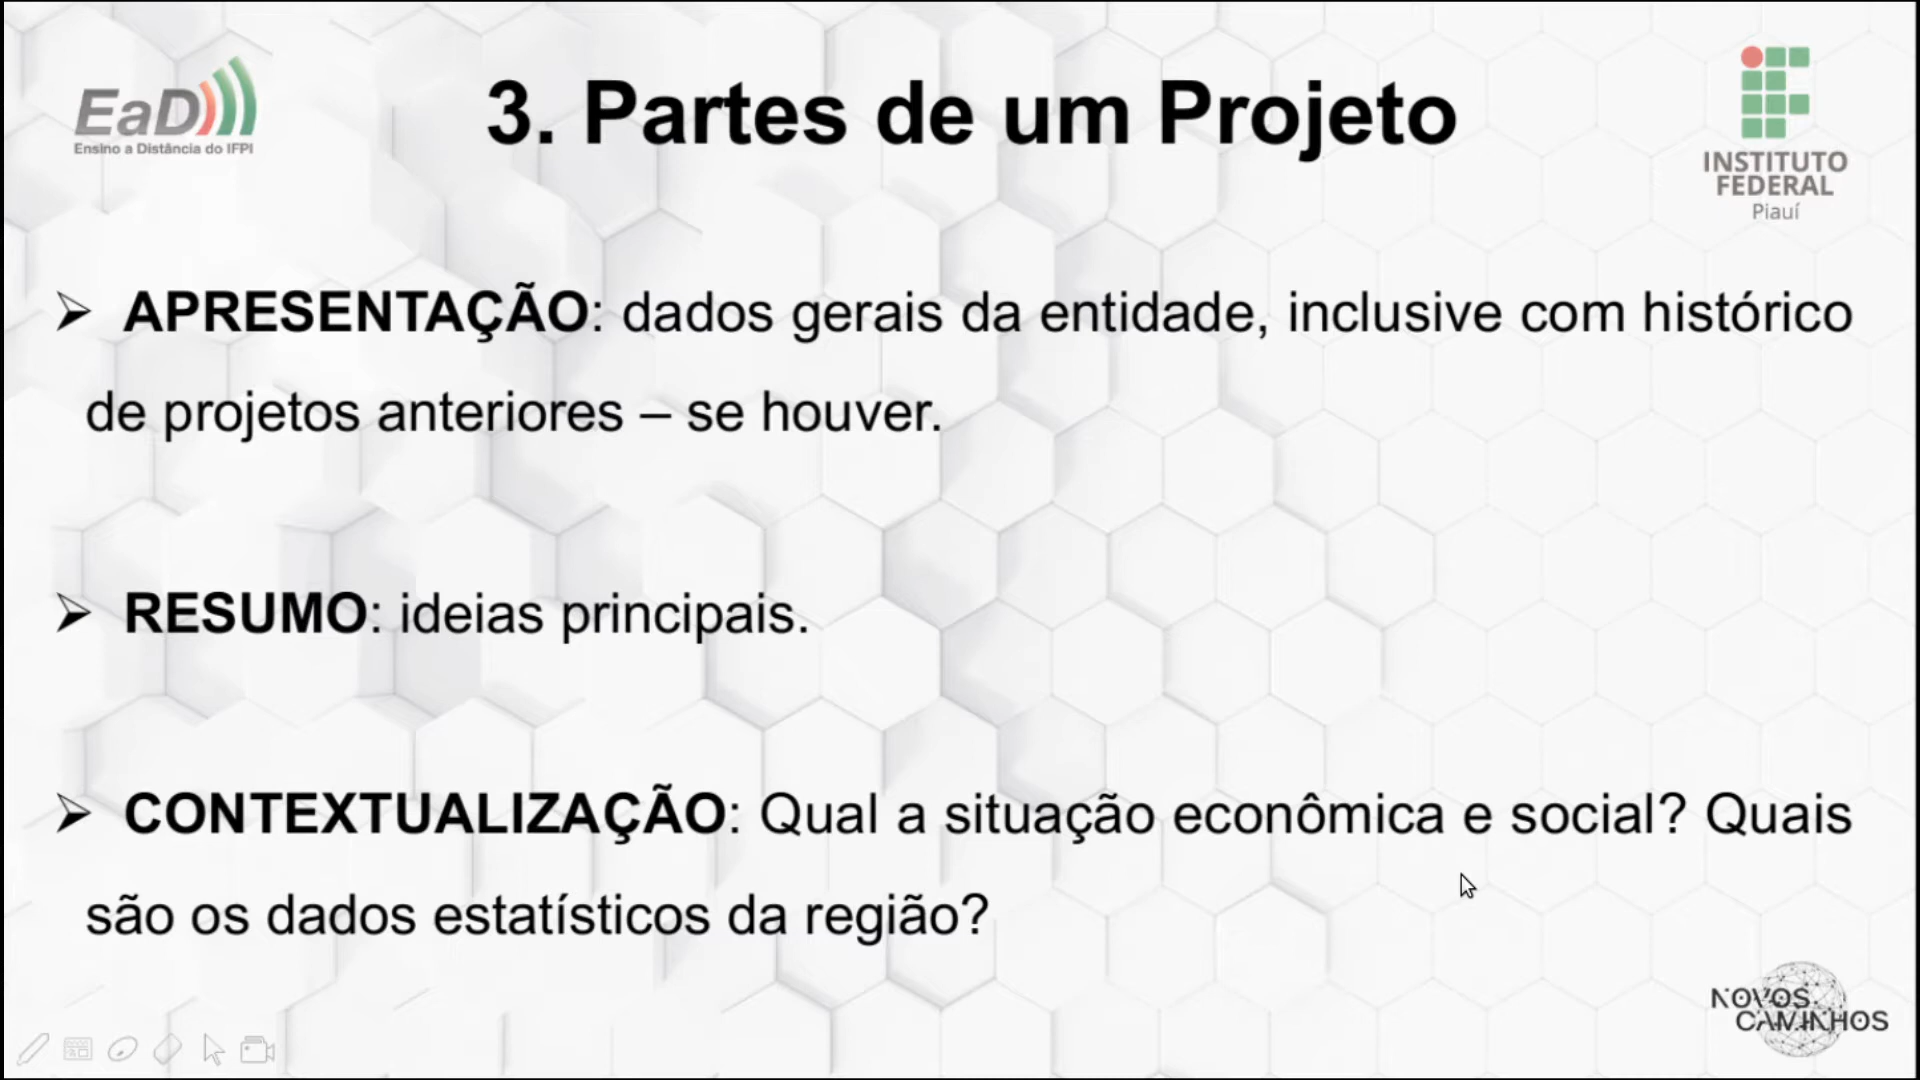 EaD
Ensino a Distância do IFPI
3. Partes de um Projeto
INSTITUTO
FEDERAL
Piauí
➢ APRESENTAÇÃO: dados gerais da entidade, inclusive com histórico
de projetos anteriores – se houver.
➢ RESUMO: ideias principais.
➢ CONTEXTUALIZAÇÃO: Qual a situação econômica e social? Quais
são os dados estatísticos da região?
NOVOS
CAMINHOS